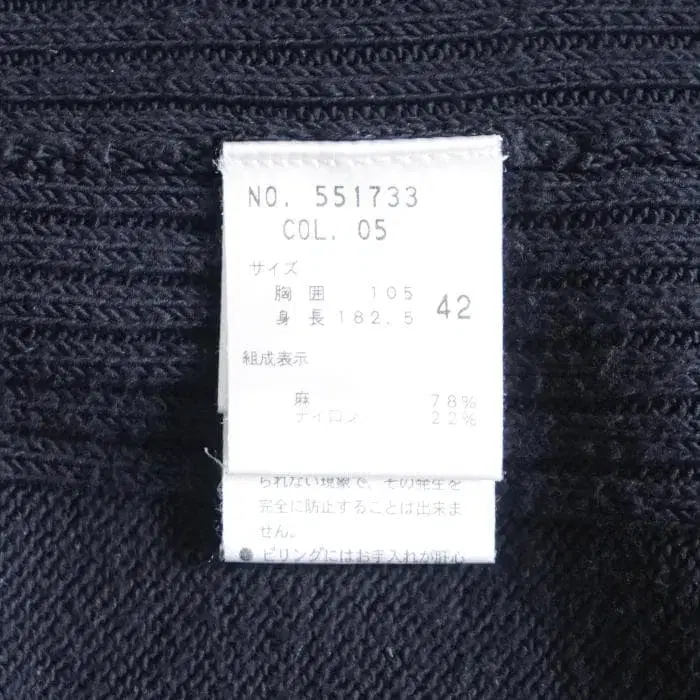 NO. 551733
COL. 05
サイズ
胸 囲 105
身 長 182.5 42
組成表示
麻 78%
ナイロン 22%
られない現象で、その発生を
完全に防止することは出来ま
せん。
● ピリングにはお手入れが肝心